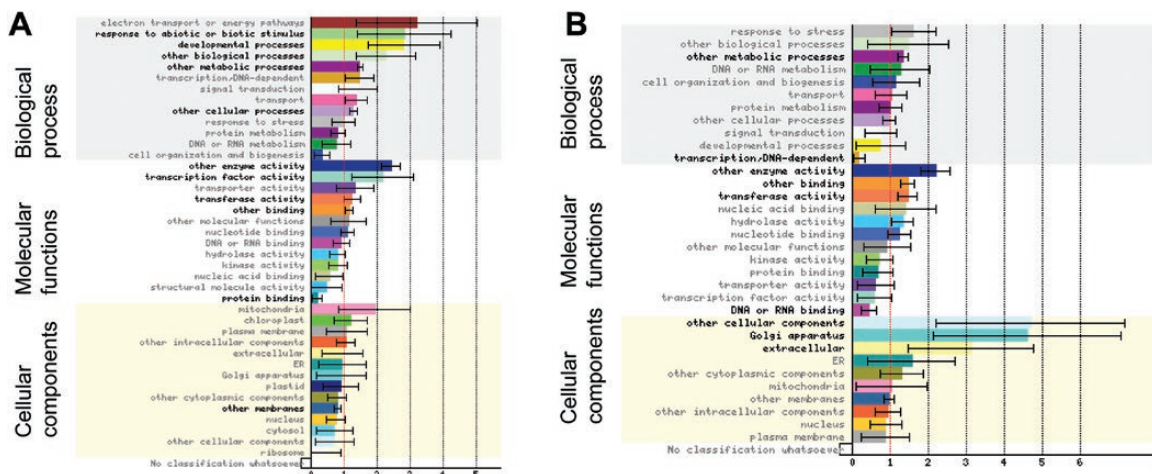 A
Biological process
electron transport or energy pathways
response to abiotic or biotic stimulus
developmental processes
other biological processes
other metabolic processes
transcription,DNA-dependent
signal transduction
transport
other cellular processes
response to stress
protein metabolism
DNA or RNA metabolism
cell organization and biogenesis
Molecular functions
other enzyme activity
transcription factor activity
transporter activity
transferase activity
other binding
other molecular functions
nucleotide binding
DNA or RNA binding
hydrolase activity
kinase activity
nucleic acid binding
structural molecule activity
protein binding
Cellular components
mitochondria
chloroplast
plasma membrane
other intracellular components
extracellular
ER
Golgi apparatus
plastid
other cytoplasmic components
other membranes
nucleus
cytosol
other cellular components
ribosome
No classification whatsoever
0 1 2 3 4 5
B
Biological process
response to stress
other biological processes
other metabolic processes
DNA or RNA metabolism
cell organization and biogenesis
transport
protein metabolism
other cellular processes
signal transduction
developmental processes
transcription,DNA-dependent
Molecular functions
other enzyme activity
other binding
transferase activity
nucleic acid binding
hydrolase activity
nucleotide binding
other molecular functions
kinase activity
protein binding
transporter activity
transcription factor activity
DNA or RNA binding
Cellular components
other cellular components
Golgi apparatus
extracellular
ER
other cytoplasmic components
mitochondria
other membranes
other intracellular components
nucleus
plasma membrane
No classification whatsoever
0 1 2 3 4 5 6